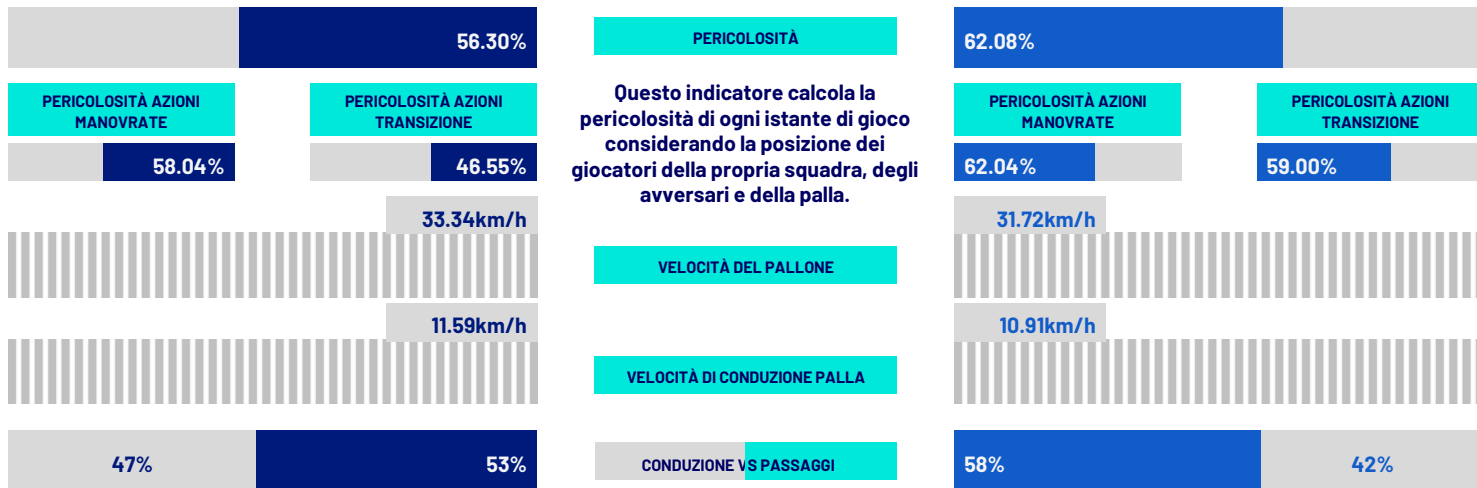 56.30%
PERICOLOSITÀ
62.08%
PERICOLOSITÀ AZIONI
MANOVRATE
PERICOLOSITÀ AZIONI
TRANSIZIONE
58.04%
46.55%
Questo indicatore calcola la
pericolosità di ogni istante di gioco
considerando la posizione dei
giocatori della propria squadra, degli
avversari e della palla.
PERICOLOSITÀ AZIONI
MANOVRATE
PERICOLOSITÀ AZIONI
TRANSIZIONE
62.04%
59.00%
33.34km/h
VELOCITÀ DEL PALLONE
31.72km/h
11.59km/h
VELOCITÀ DI CONDUZIONE PALLA
10.91km/h
47%
53%
CONDUZIONE VS PASSAGGI
58%
42%